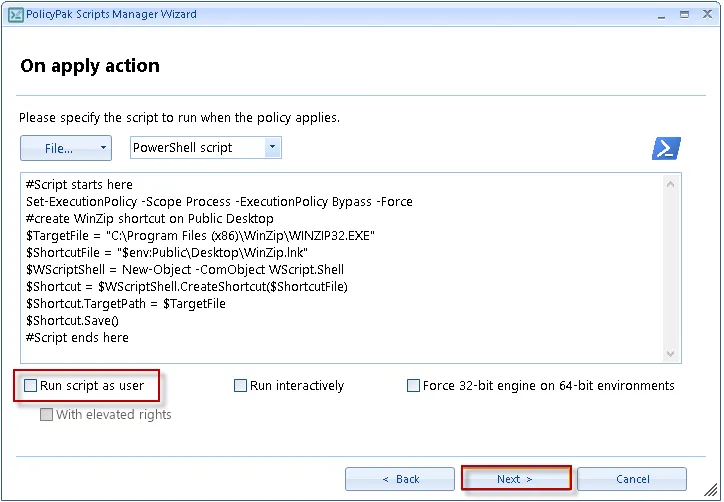 PolicyPak Scripts Manager Wizard
On apply action
Please specify the script to run when the policy applies.
File...
PowerShell script
#Script starts here
Set-ExecutionPolicy -Scope Process -ExecutionPolicy Bypass -Force
#create WinZip shortcut on Public Desktop
$TargetFile = "C:\Program Files (x86)\WinZip\WINZIP32.EXE"
$ShortcutFile = "$env:Public\Desktop\WinZip.lnk"
$WScriptShell = New-Object -ComObject WScript.Shell
$Shortcut = $WScriptShell.CreateShortcut($ShortcutFile)
$Shortcut.TargetPath = $TargetFile
$Shortcut.Save()
#Script ends here
Run script as user
Run interactively
Force 32-bit engine on 64-bit environments
With elevated rights
< Back
Next >
Cancel